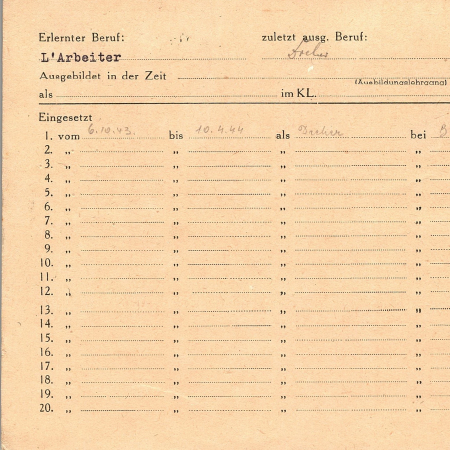 Erlernter Beruf: zuletzt ausg. Beruf:
L'Arbeiter
Ausgebildet in der Zeit
(Ausbildungslehrgang)
als im KL.
Eingesetzt
1. vom 6.10.43. bis 10.4.44 als bei B
2. „ „ „ „
3. „ „ „ „
4. „ „ „ „
5. „ „ „ „
6. „ „ „ „
7. „ „ „ „
8. „ „ „ „
9. „ „ „ „
10. „ „ „ „
11. „ „ „ „
12. „ „ „ „
13. „ „ „ „
14. „ „ „ „
15. „ „ „ „
16. „ „ „ „
17. „ „ „ „
18. „ „ „ „
19. „ „ „ „
20. „ „ „ „